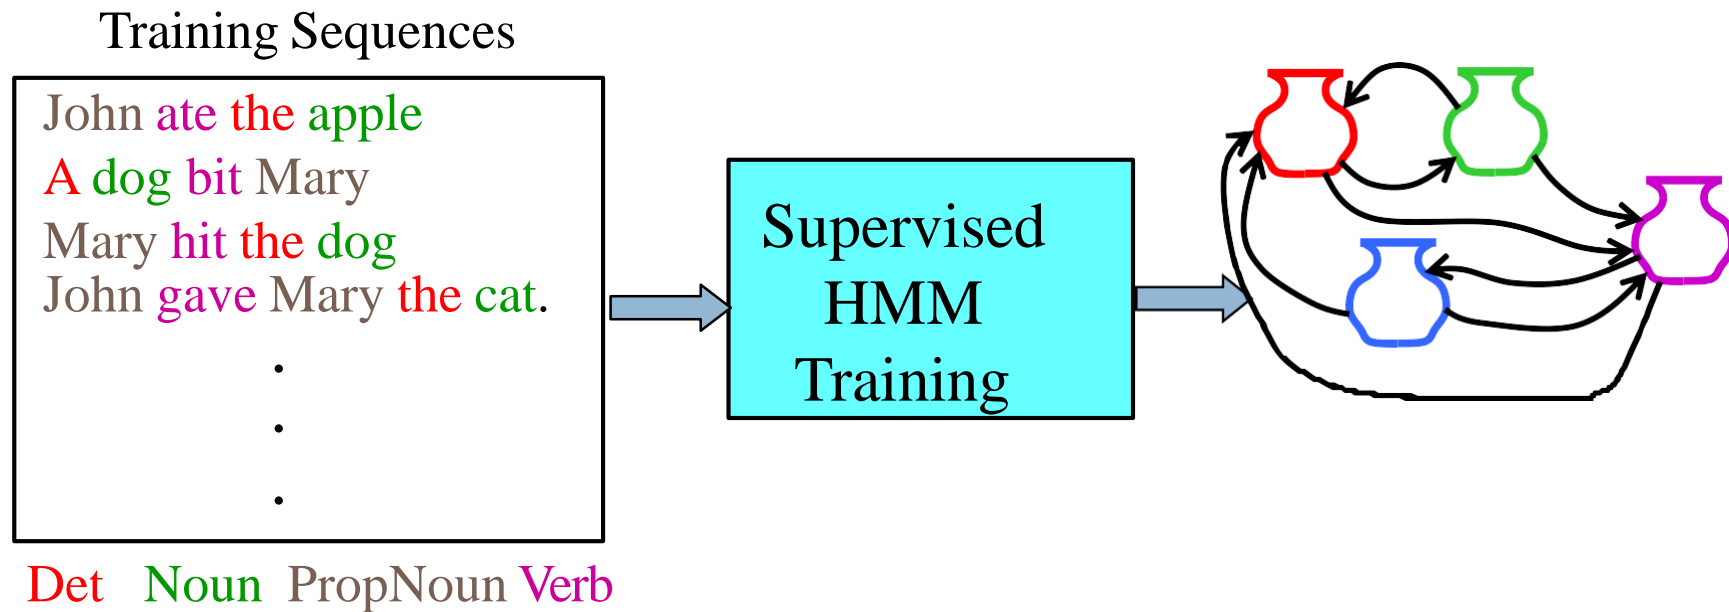 Training Sequences
John ate the apple
A dog bit Mary
Mary hit the dog
John gave Mary the cat.
.
.
.
Det Noun PropNoun Verb
Supervised
HMM
Training